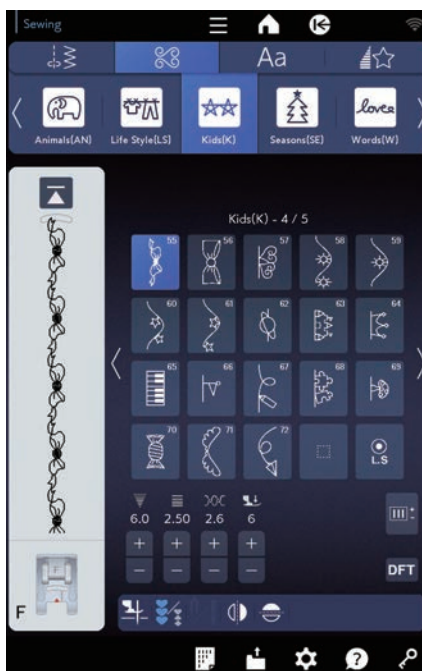 Sewing
Aa
Animals(AN) Life Style(LS) Kids(K) Seasons(SE) Words(W)
love
Kids(K) - 4 / 5
55 56 57 58 59
60 61 62 63 64
65 66 67 68 69
70 71 72 L.S
6.0 2.50 2.6 6
+ + + +
− − − −
DFT
F
?